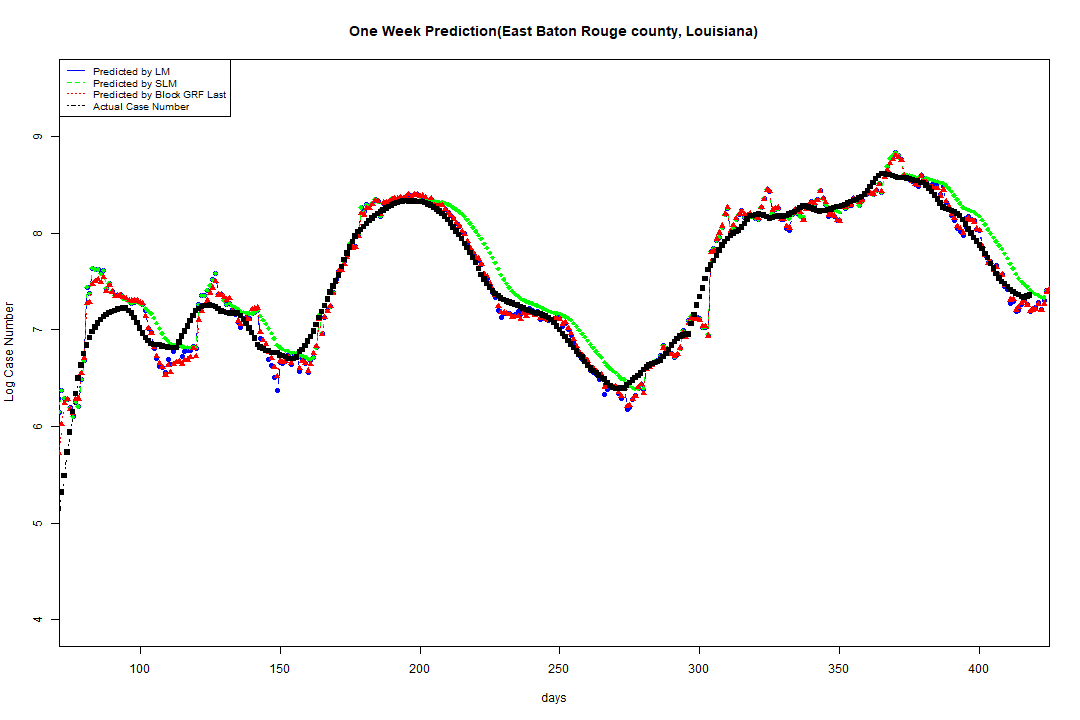 One Week Prediction(East Baton Rouge county, Louisiana)
Predicted by LM
Predicted by SLM
Predicted by Block GRF Last
Actual Case Number
9
8
7
6
5
4
Log Case Number
100 150 200 250 300 350 400
days